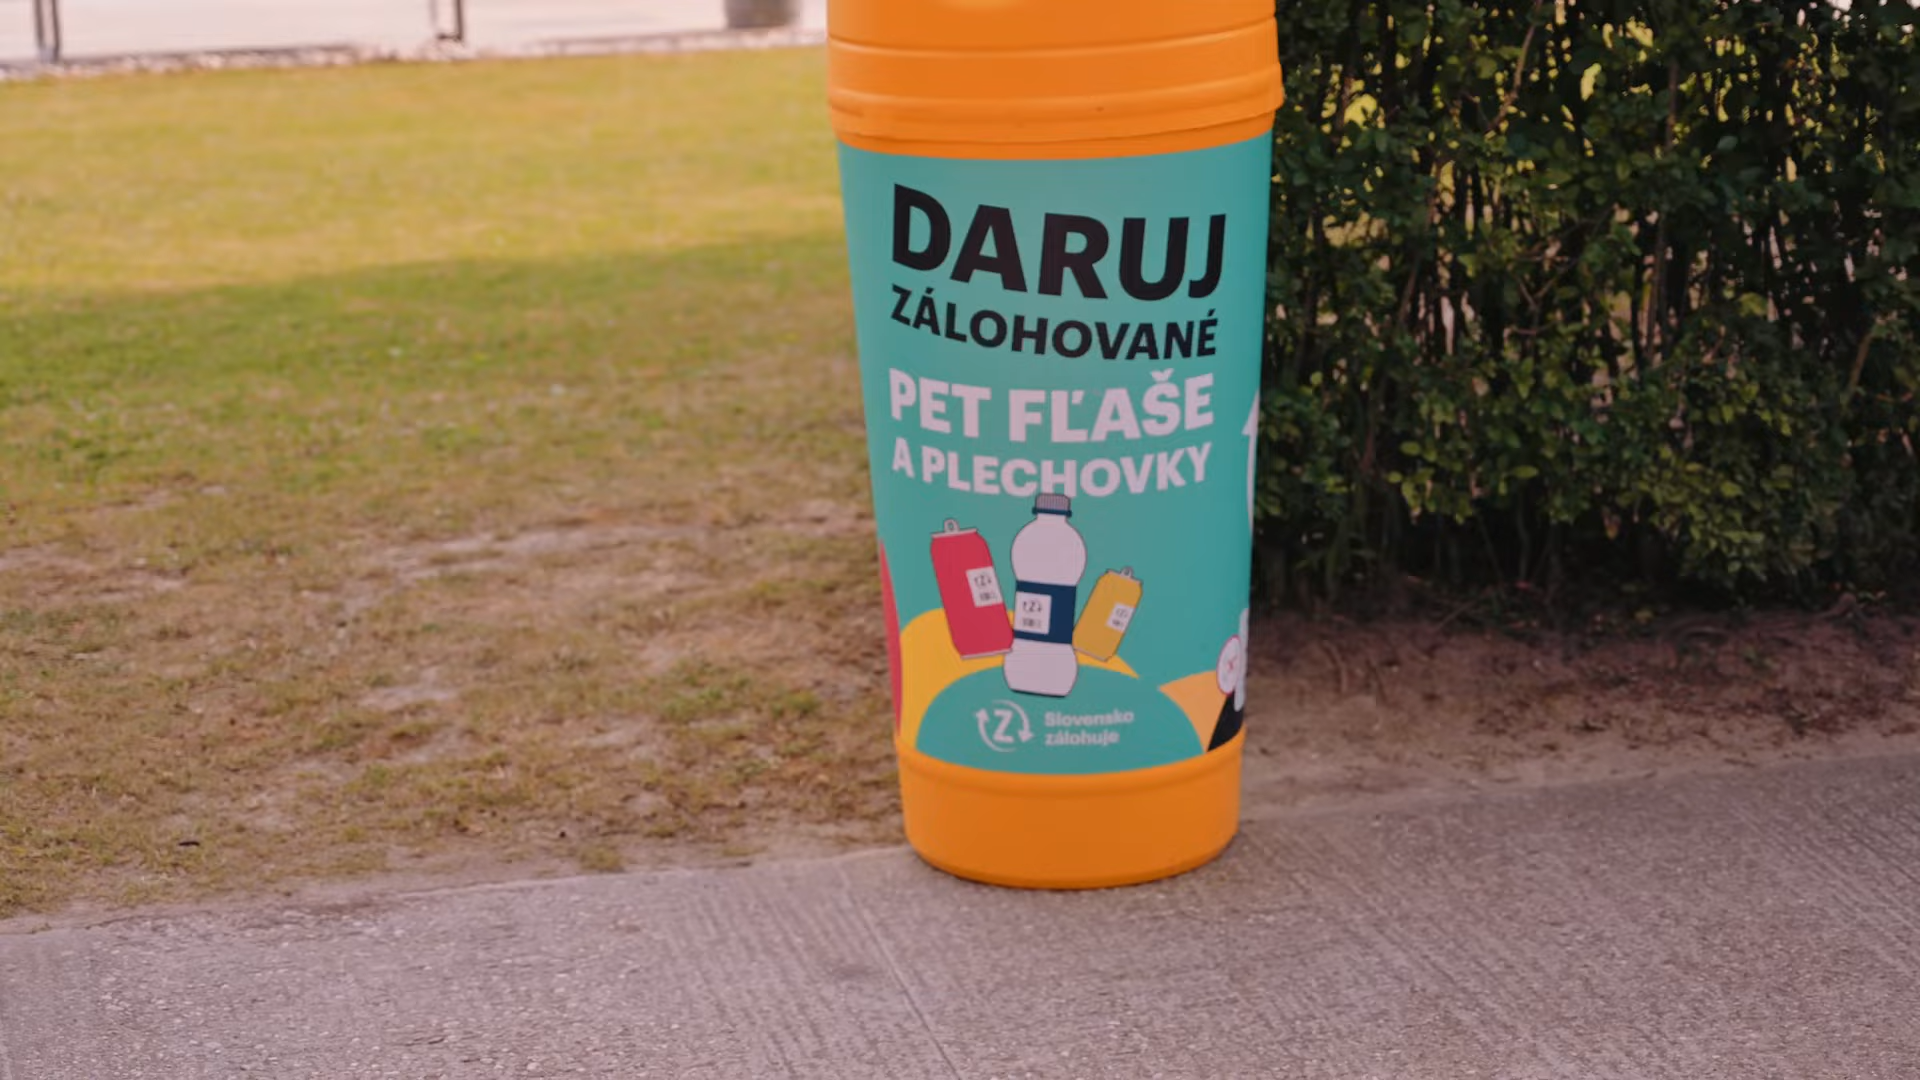 DARUJ
ZÁLOHOVANÉ
PET FĽAŠE
A PLECHOVKY
Z
Slovensko
zálohuje